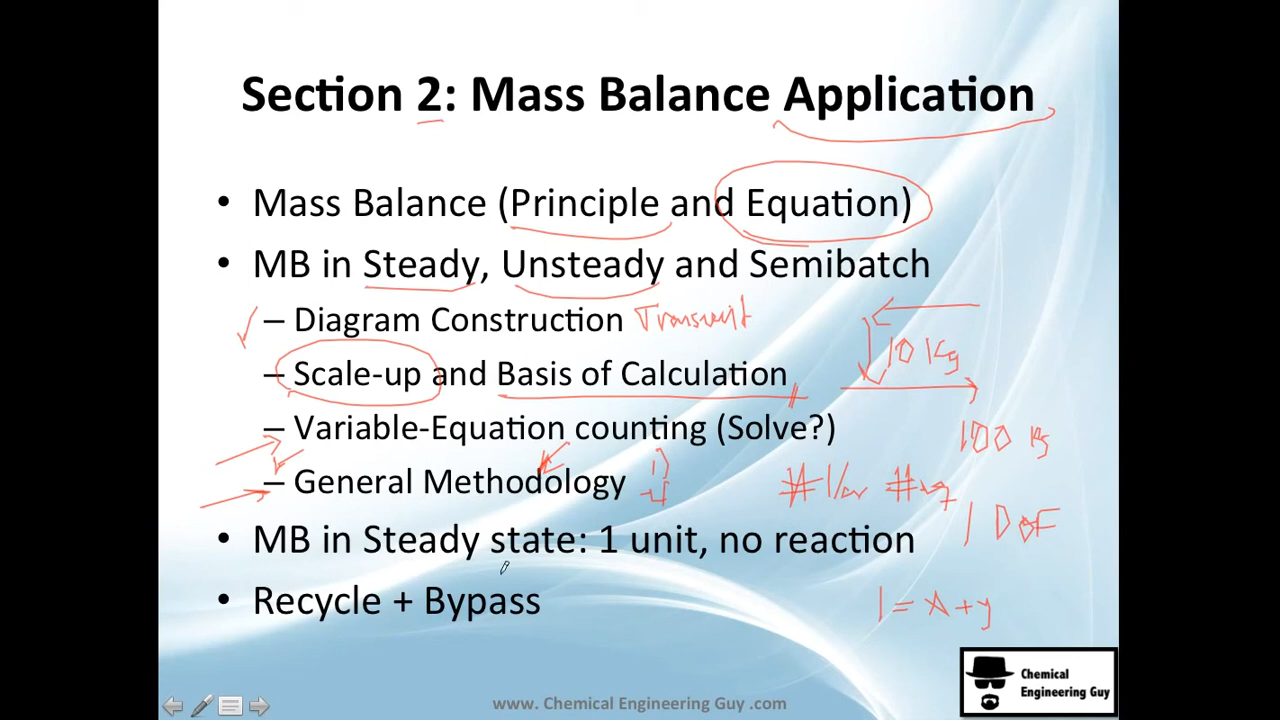 Section 2: Mass Balance Application
• Mass Balance (Principle and Equation)
• MB in Steady, Unsteady and Semibatch
– Diagram Construction
– Scale-up and Basis of Calculation
10 Kg
– Variable-Equation counting (Solve?)
100 Kg
– General Methodology
1 DoF
• MB in Steady state: 1 unit, no reaction
• Recycle + Bypass
1 = x + y
Chemical
Engineering Guy
www. Chemical Engineering Guy .com